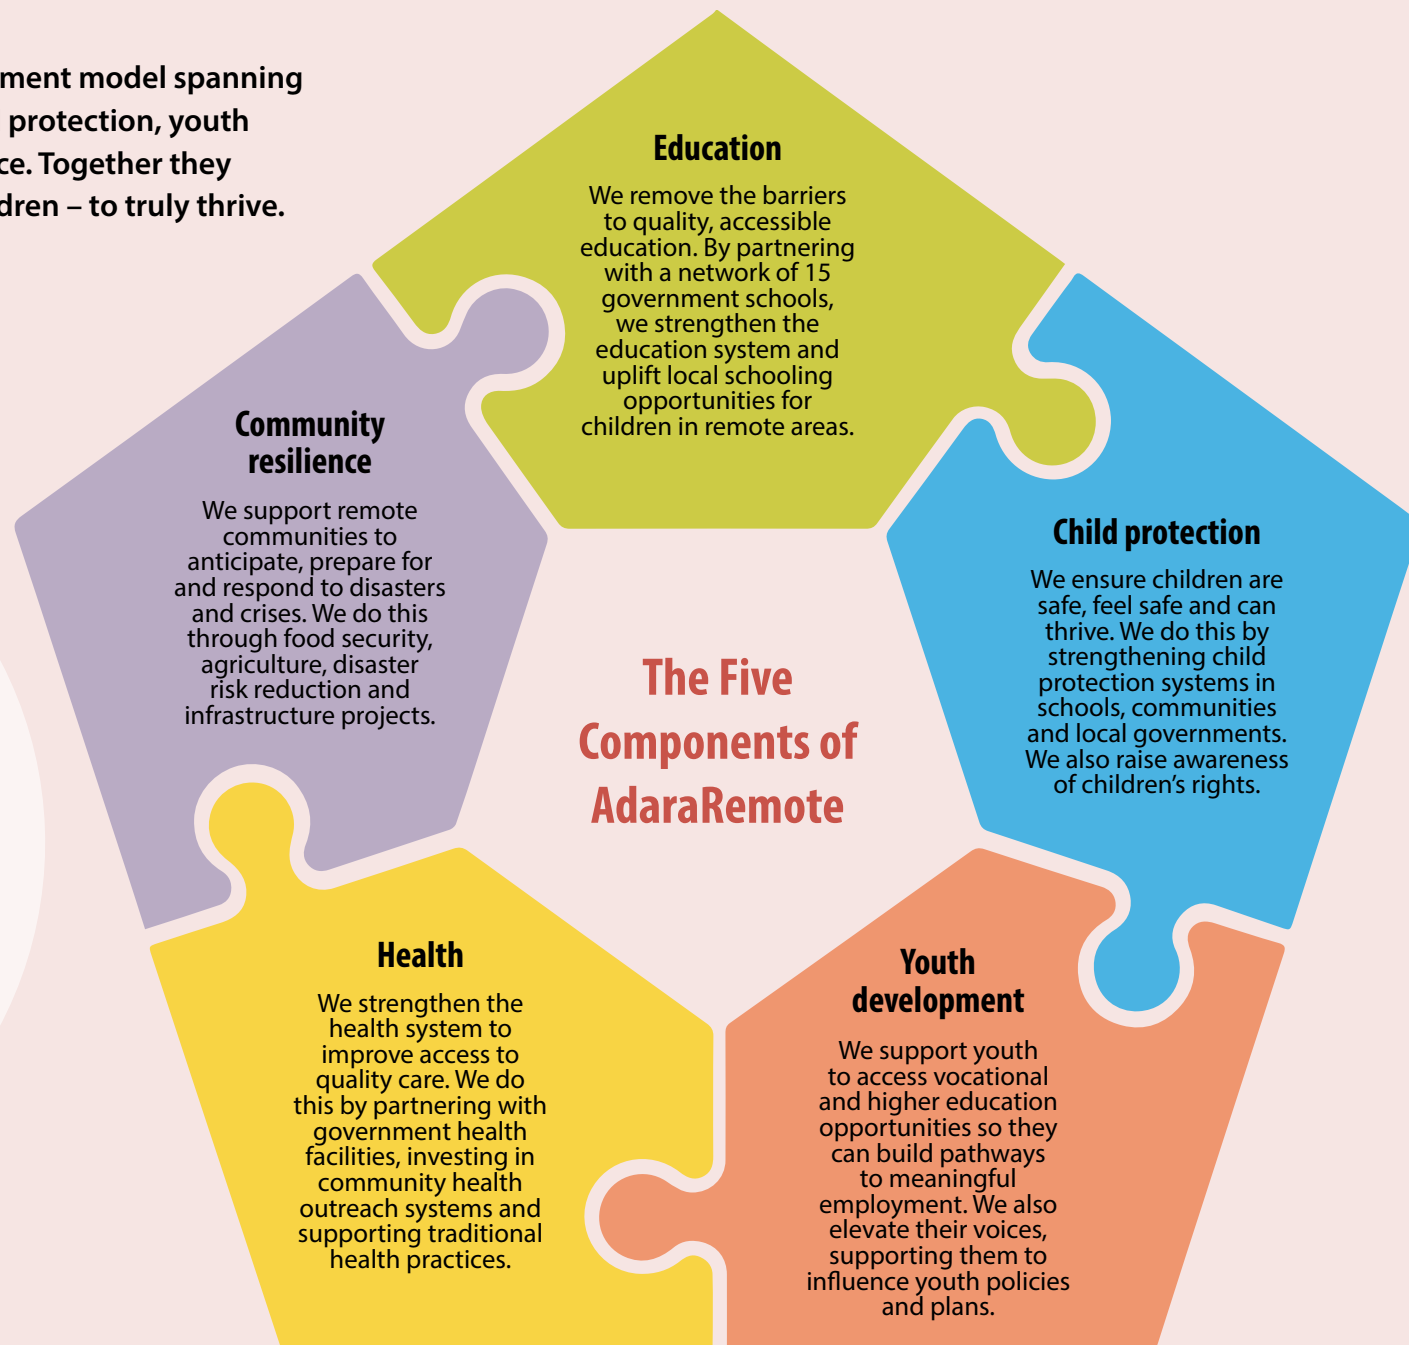 ment model spanning
protection, youth
ce. Together they
dren – to truly thrive.
Education
We remove the barriers
to quality, accessible
education. By partnering
with a network of 15
government schools,
we strengthen the
education system and
uplift local schooling
opportunities for
children in remote areas.
Community
resilience
We support remote
communities to
anticipate, prepare for
and respond to disasters
and crises. We do this
through food security,
agriculture, disaster
risk reduction and
infrastructure projects.
Child protection
We ensure children are
safe, feel safe and can
thrive. We do this by
strengthening child
protection systems in
schools, communities
and local governments.
We also raise awareness
of children’s rights.
The Five
Components of
AdaraRemote
Health
We strengthen the
health system to
improve access to
quality care. We do
this by partnering with
government health
facilities, investing in
community health
outreach systems and
supporting traditional
health practices.
Youth
development
We support youth
to access vocational
and higher education
opportunities so they
can build pathways
to meaningful
employment. We also
elevate their voices,
supporting them to
influence youth policies
and plans.